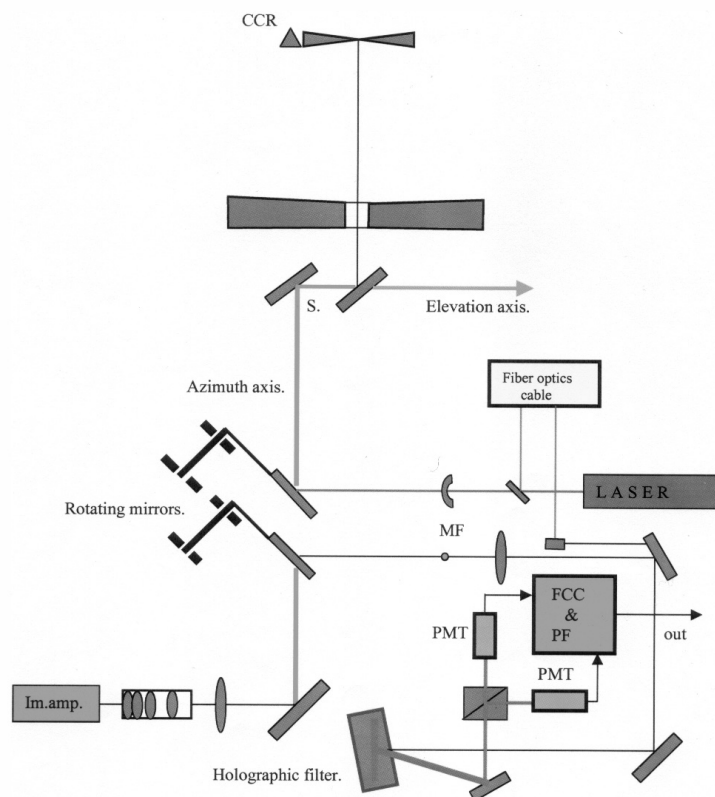 CCR
S.
Elevation axis.
Azimuth axis.
Fiber optics
cable
LASER
Rotating mirrors.
MF
FCC
&
PF
PMT
out
PMT
Im.amp.
Holographic filter.